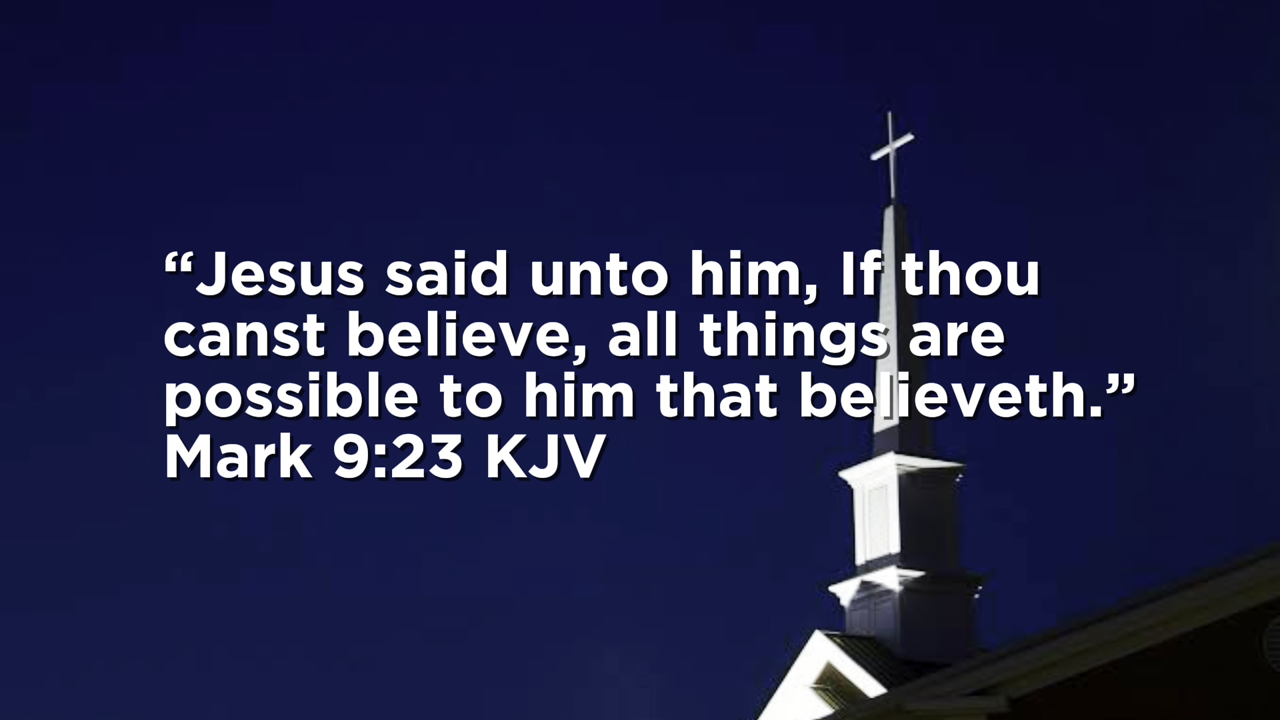 “Jesus said unto him, If thou
canst believe, all things are
possible to him that believeth.”
Mark 9:23 KJV